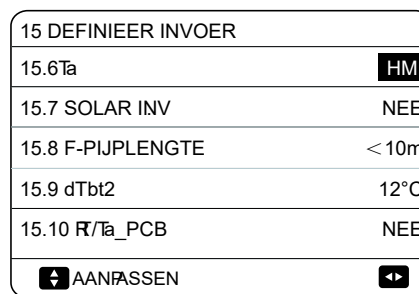 15 DEFINIEER INVOER
15.6Ta HM
15.7 SOLAR INV NEE
15.8 F-PIJPLENGTE <10m
15.9 dTbt2 12°C
15.10 RT/Ta_PCB NEE
AANPASSEN